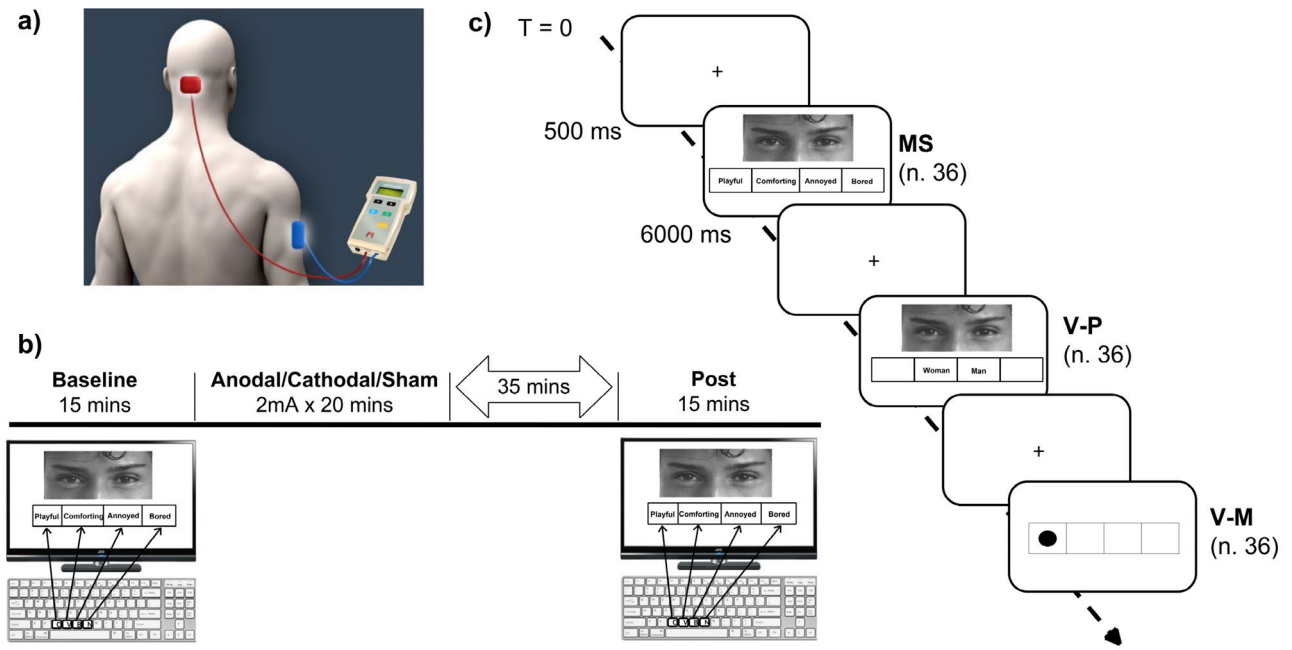 a)
b)
Baseline
15 mins
Anodal/Cathodal/Sham
2mA x 20 mins
35 mins
Post
15 mins
Playful Comforting Annoyed Bored
V B N
Playful Comforting Annoyed Bored
V B N
c)
T = 0
+
500 ms
Playful Comforting Annoyed Bored
MS
(n. 36)
6000 ms
+
Woman Man
V-P
(n. 36)
+
V-M
(n. 36)